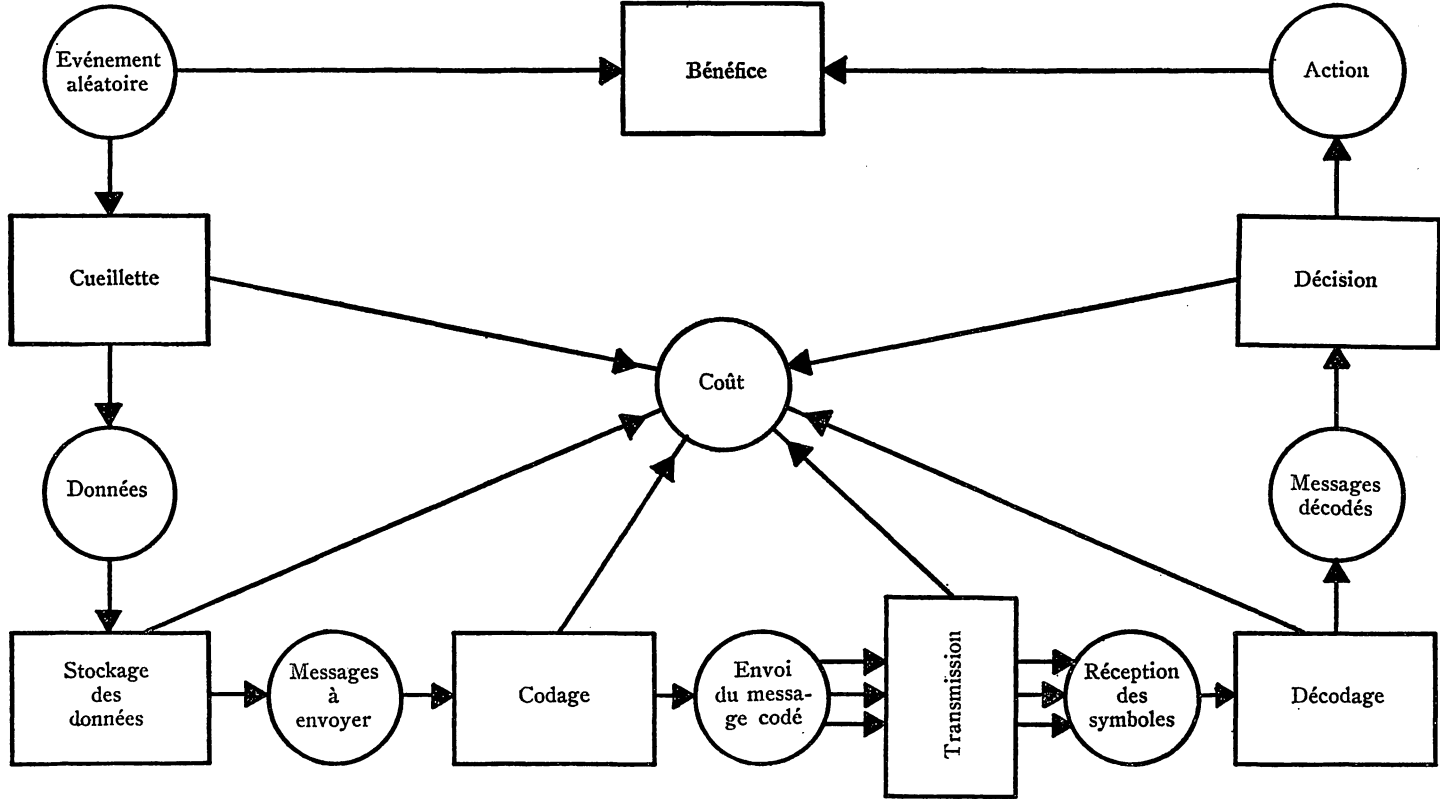 Evénement
aléatoire
Bénéfice
Action
Cueillette
Décision
Coût
Données
Messages
décodés
Stockage
des
données
Messages
à
envoyer
Codage
Envoi
du messa-
ge codé
Transmission
Réception
des
symboles
Décodage